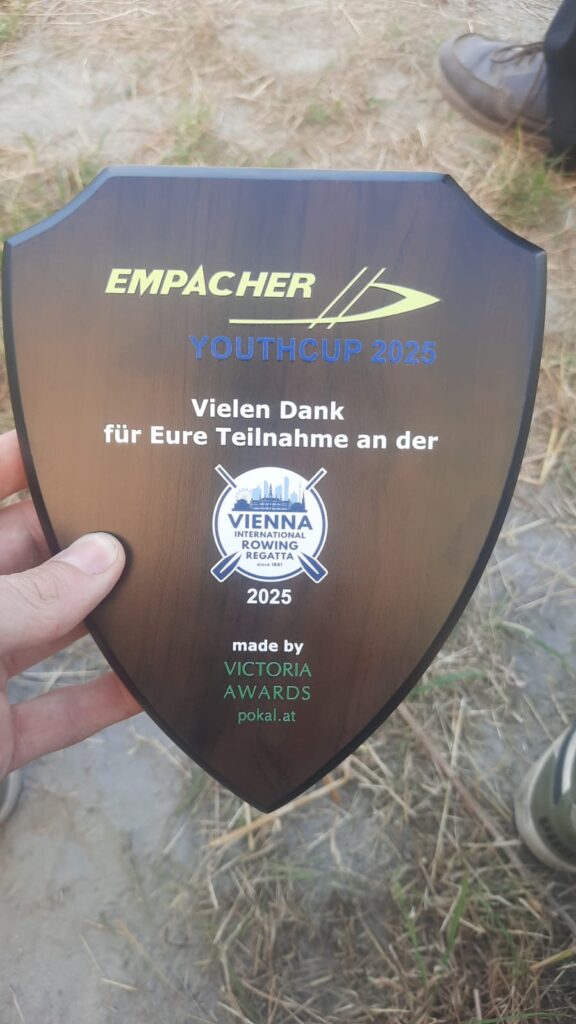 EMPACHER
YOUTHCUP 2025
Vielen Dank
für Eure Teilnahme an der
VIENNA
INTERNATIONAL
ROWING
REGATTA
since 1881
2025
made by
VICTORIA
AWARDS
pokal.at